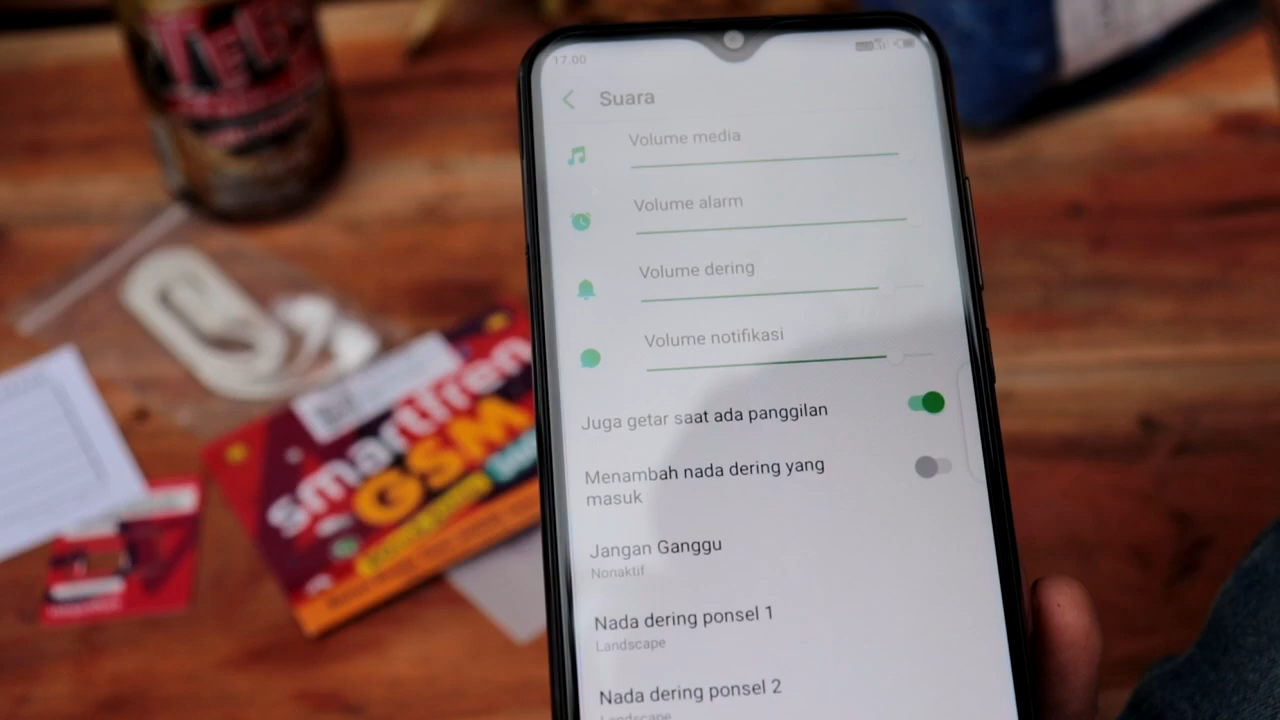 17.00
Suara
Volume media
Volume alarm
Volume dering
Volume notifikasi
Juga getar saat ada panggilan
Menambah nada dering yang
masuk
Jangan Ganggu
Nonaktif
Nada dering ponsel 1
Landscape
Nada dering ponsel 2
Landscape
smartfren
GSM